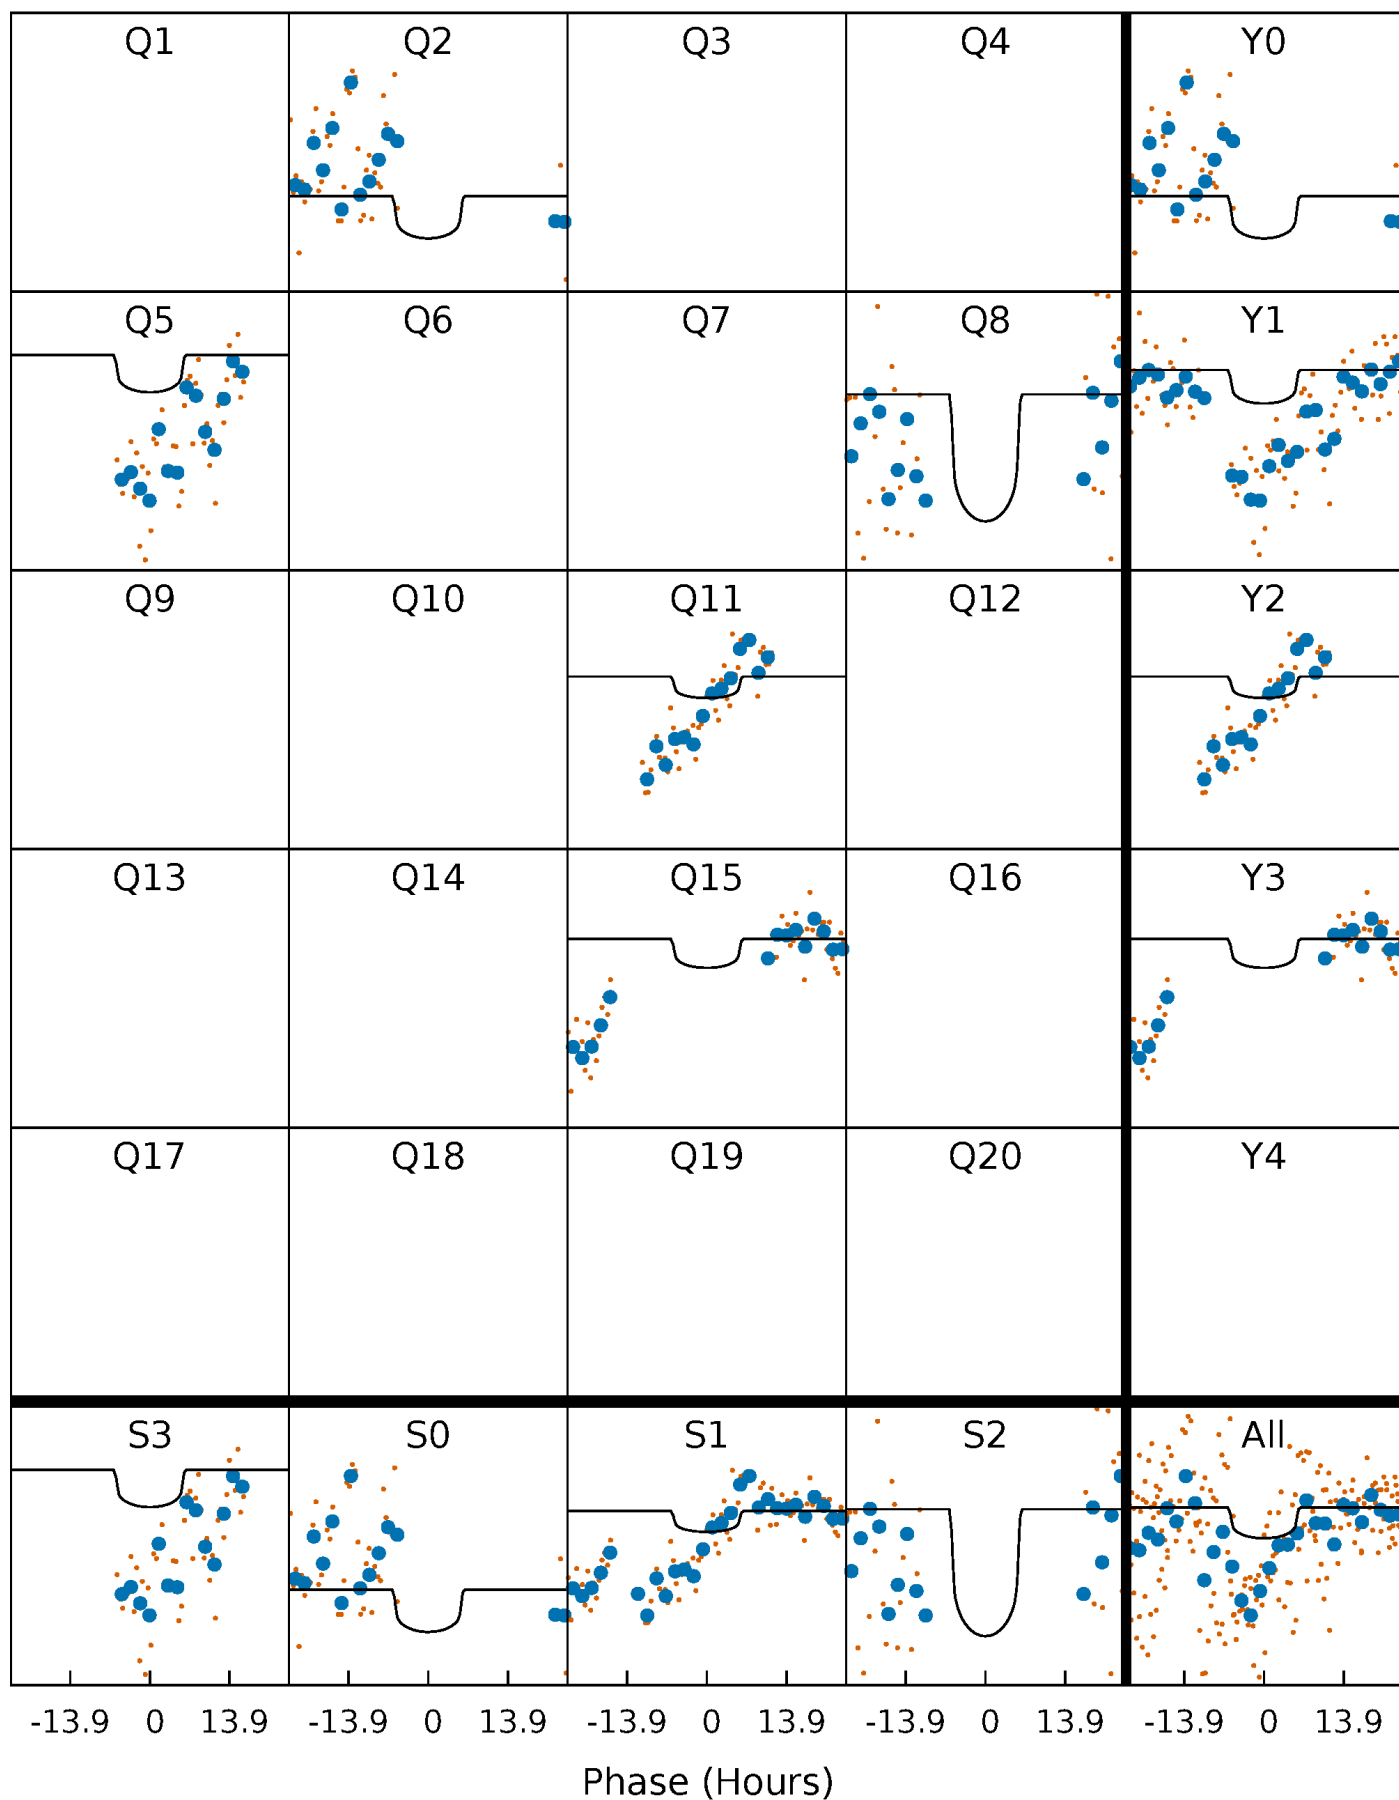 Q1 Q2 Q3 Q4 Y0
Q5 Q6 Q7 Q8 Y1
Q9 Q10 Q11 Q12 Y2
Q13 Q14 Q15 Q16 Y3
Q17 Q18 Q19 Q20 Y4
S3 S0 S1 S2 All
-13.9 0 13.9 -13.9 0 13.9 -13.9 0 13.9 -13.9 0 13.9 -13.9 0 13.9
Phase (Hours)